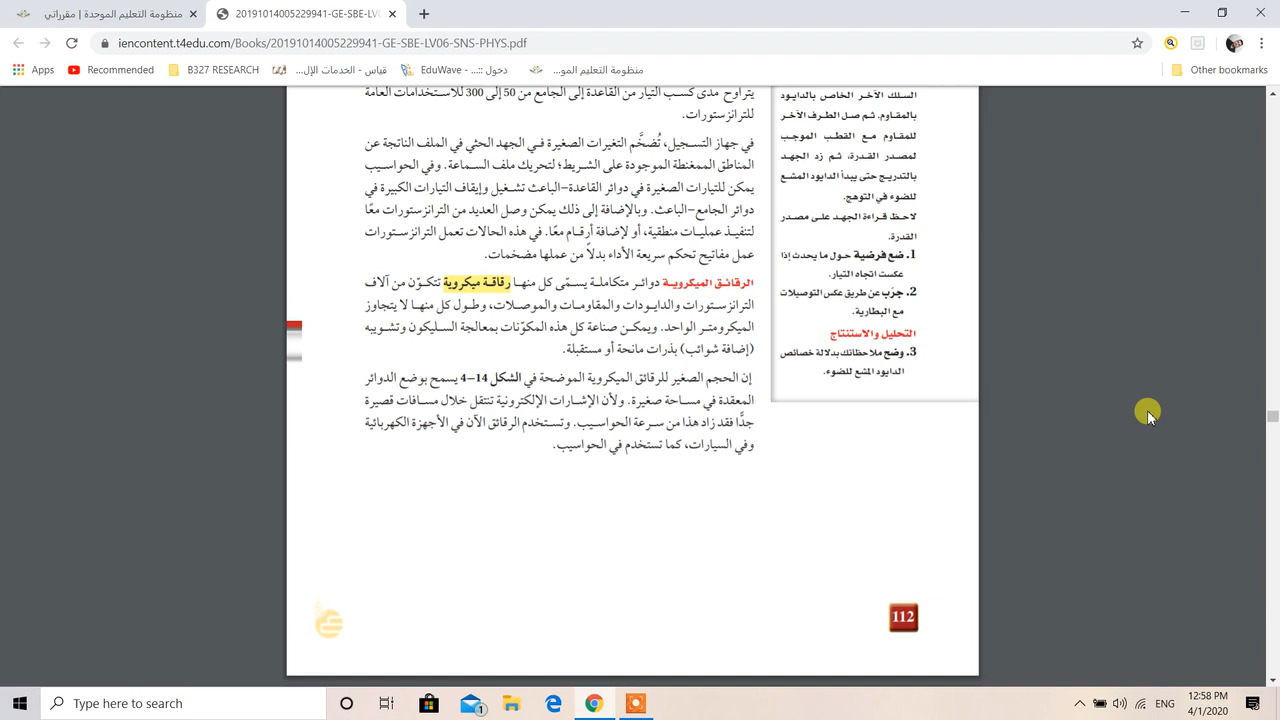 منظومة التعليم الموحدة | مقرراتي
20191014005229941-GE-SBE-LV0
iencontent.t4edu.com/Books/20191014005229941-GE-SBE-LV06-SNS-PHYS.pdf
Apps
Recommended
B327 RESEARCH
قياس - الخدمات الإل...
EduWave - :: دخول...
منظومة التعليم المو...
Other bookmarks
يتراوح مدى كسب التيار من القاعدة إلى الجامع من 50 إلى 300 للاستخدامات العامة
للترانزستورات.
في جهاز التسجيل، تُضخَّم التغيرات الصغيرة في الجهد الحثي في الملف الناتجة عن
المناطق الممغنطة الموجودة على الشريط؛ لتحريك ملف السماعة. وفي الحواسيب
يمكن للتيارات الصغيرة في دوائر القاعدة–الباعث تشغيل وإيقاف التيارات الكبيرة في
دوائر الجامع–الباعث. وبالإضافة إلى ذلك يمكن وصل العديد من الترانزستورات معًا
لتنفيذ عمليات منطقية، أو لإضافة أرقام معًا. في هذه الحالات تعمل الترانزستورات
عمل مفاتيح تحكم سريعة الأداء بدلاً من عملها مضخمات.
الرقائق الميكروية دوائر متكاملة يسمّى كل منها رقاقة ميكروية تتكوّن من آلاف
الترانزستورات والدايودات والمقاومات والموصلات، وطول كل منها لا يتجاوز
الميكرومتر الواحد. ويمكن صناعة كل هذه المكوّنات بمعالجة السليكون وتشويبه
(إضافة شوائب) بذرات مانحة أو مستقبلة.
إن الحجم الصغير للرقائق الميكروية الموضحة في الشكل 14–4 يسمح بوضع الدوائر
المعقدة في مساحة صغيرة. ولأن الإشارات الإلكترونية تنتقل خلال مسافات قصيرة
جدًّا فقد زاد هذا من سرعة الحواسيب. وتستخدم الرقائق الآن في الأجهزة الكهربائية
وفي السيارات، كما تستخدم في الحواسيب.
السلك الآخر الخاص بالدايود
بالمقاوم. ثم صل الطرف الآخر
للمقاوم مع القطب الموجب
لمصدر القدرة، ثم زد الجهد
بالتدريج حتى يبدأ الدايود المشع
للضوء في التوهج.
لاحظ قراءة الجهد على مصدر
القدرة.
1. ضع فرضية حول ما يحدث إذا
عكست اتجاه التيار.
2. جرّب عن طريق عكس التوصيلات
مع البطارية.
التحليل والاستنتاج
3. وضح ملاحظاتك بدلالة خصائص
الدايود المشع للضوء.
112
Type here to search
1
ENG
12:58 PM
4/1/2020